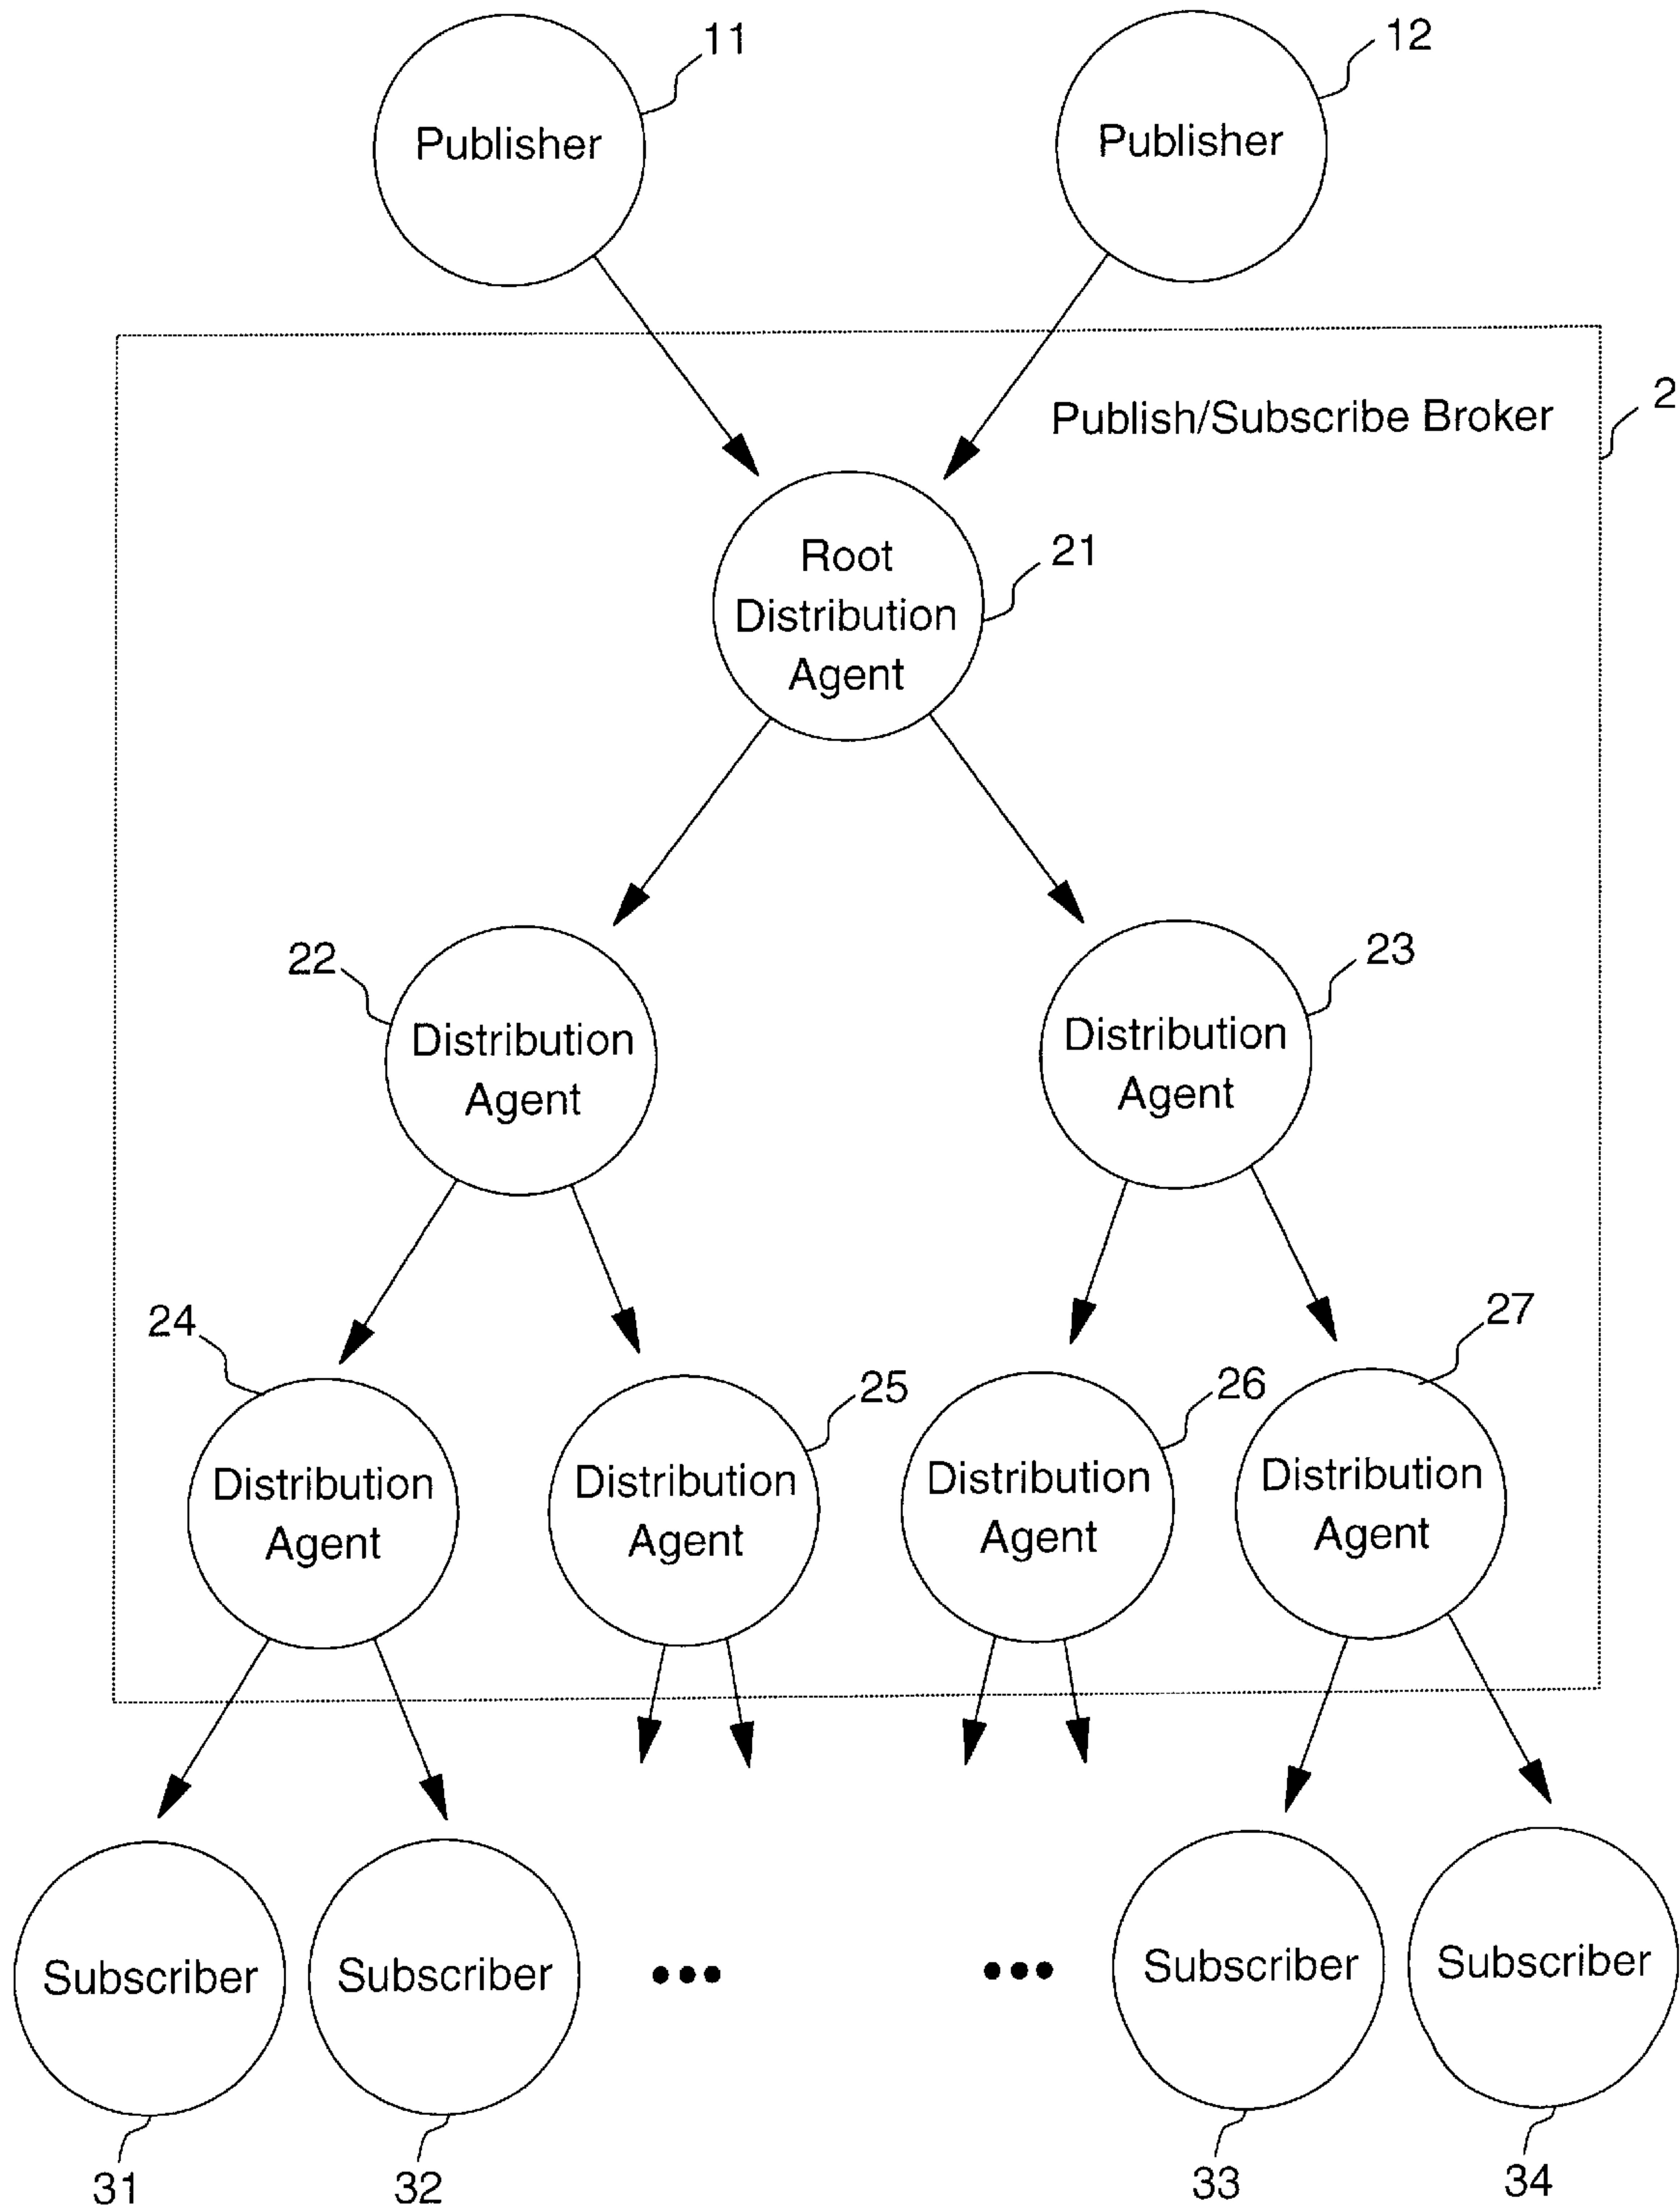 11
12
Publisher
Publisher
2
Publish/Subscribe Broker
21
Root
Distribution
Agent
22
23
Distribution
Agent
Distribution
Agent
24
25
26
27
Distribution
Agent
Distribution
Agent
Distribution
Agent
Distribution
Agent
Subscriber
Subscriber
Subscriber
Subscriber
31
32
33
34